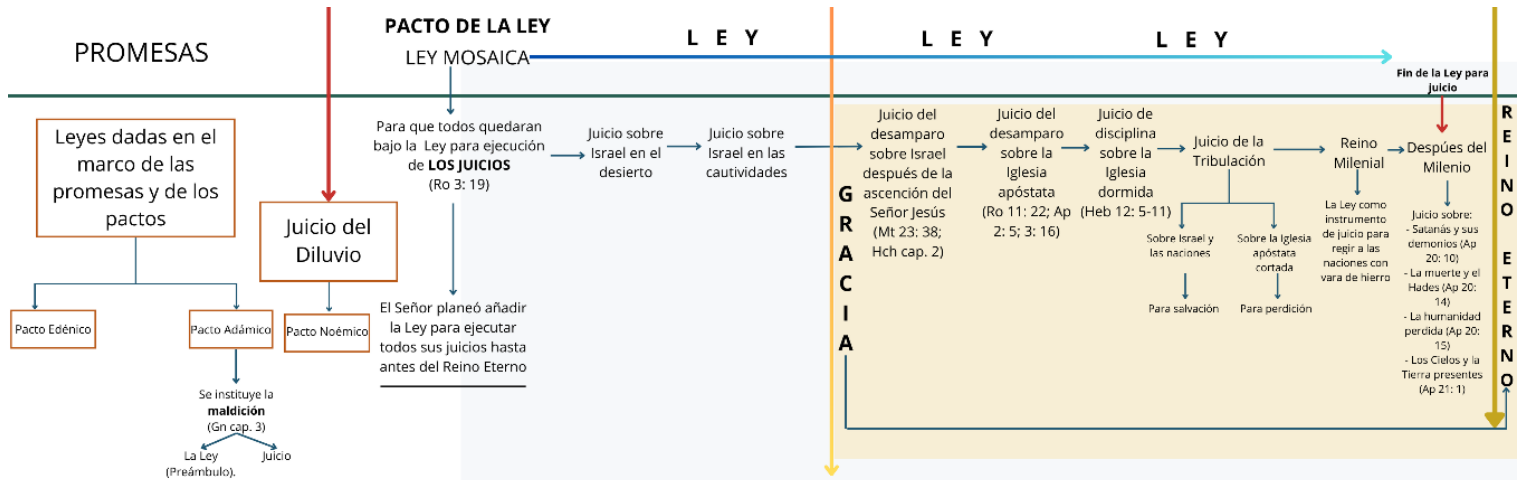 PROMESAS
PACTO DE LA LEY
LEY MOSAICA
L E Y
L E Y
L E Y
Fin de la Ley para
juicio
Leyes dadas en el
marco de las
promesas y de los
pactos
Pacto Edénico
Pacto Adámico
Se instituye la
maldición
(Gn cap. 3)
La Ley
(Preámbulo).
Juicio
Juicio del
Diluvio
Pacto Noémico
Para que todos quedaran
bajo la Ley para ejecución
de LOS JUICIOS
(Ro 3: 19)
El Señor planeó añadir
la Ley para ejecutar
todos sus juicios hasta
antes del Reino Eterno
Juicio sobre
Israel en el
desierto
Juicio sobre
Israel en las
cautividades
GRACIA
Juicio del
desamparo
sobre Israel
después de la
ascención del
Señor Jesús
(Mt 23: 38;
Hch cap. 2)
Juicio del
desamparo
sobre la
Iglesia
apóstata
(Ro 11: 22; Ap
2: 5; 3: 16)
Juicio de
disciplina
sobre la
Iglesia
dormida
(Heb 12: 5-11)
Juicio de la
Tribulación
Sobre Israel y
las naciones
Para salvación
Sobre la Iglesia
apóstata
cortada
Para perdición
Reino
Milenial
La Ley como
instrumento
de juicio para
regir a las
naciones con
vara de hierro
Despúes del
Milenio
Juicio sobre:
- Satanás y sus
demonios (Ap
20: 10)
- La muerte y el
Hades (Ap 20:
14)
- La humanidad
perdida (Ap 20:
15)
- Los Cielos y la
Tierra presentes
(Ap 21: 1)
REINO ETERNO